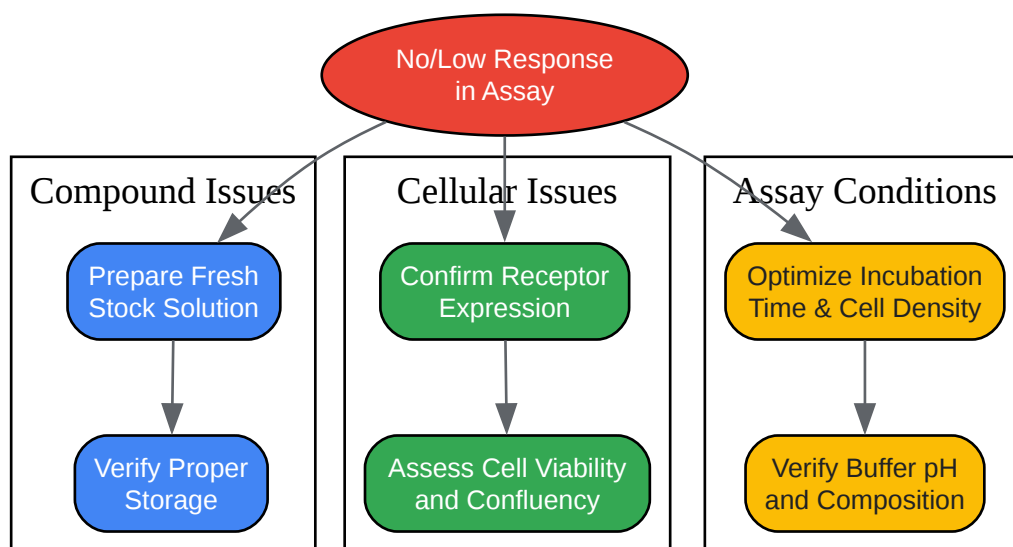 No/Low Response
in Assay
Compound Issues
Prepare Fresh
Stock Solution
Verify Proper
Storage
Cellular Issues
Confirm Receptor
Expression
Assess Cell Viability
and Confluency
Assay Conditions
Optimize Incubation
Time & Cell Density
Verify Buffer pH
and Composition